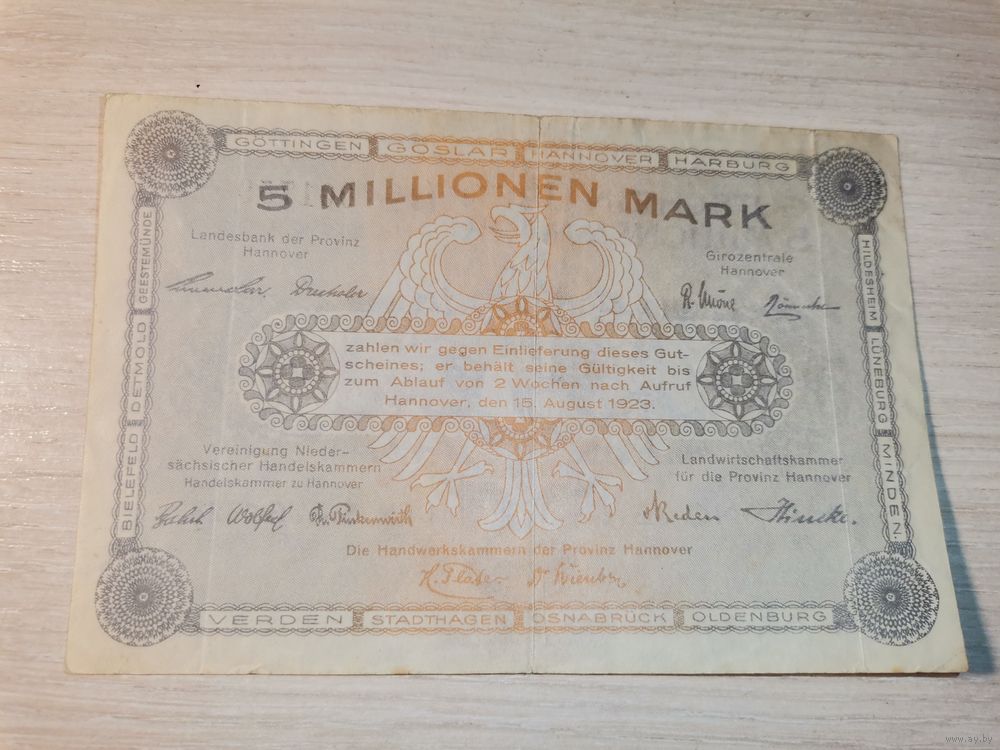 GÖTTINGEN GOSLAR HANNOVER HARBURG
5 MILLIONEN MARK
Landesbank der Provinz
Hannover
Girozentrale
Hannover
zahlen wir gegen Einlieferung dieses Gut-
scheines; er behält seine Gültigkeit bis
zum Ablauf von 2 Wochen nach Aufruf
Hannover, den 15. August 1923.
Vereinigung Nieder-
sächsischer Handelskammern
Handelskammer zu Hannover
Landwirtschaftskammer
für die Provinz Hannover
Die Handwerkskammern der Provinz Hannover
BIELEFELD DETMOLD GEESTEMÜNDE
HILDESHEIM LÜNEBURG MINDEN
VERDEN STADTHAGEN OSNABRÜCK OLDENBURG
www.ay.by